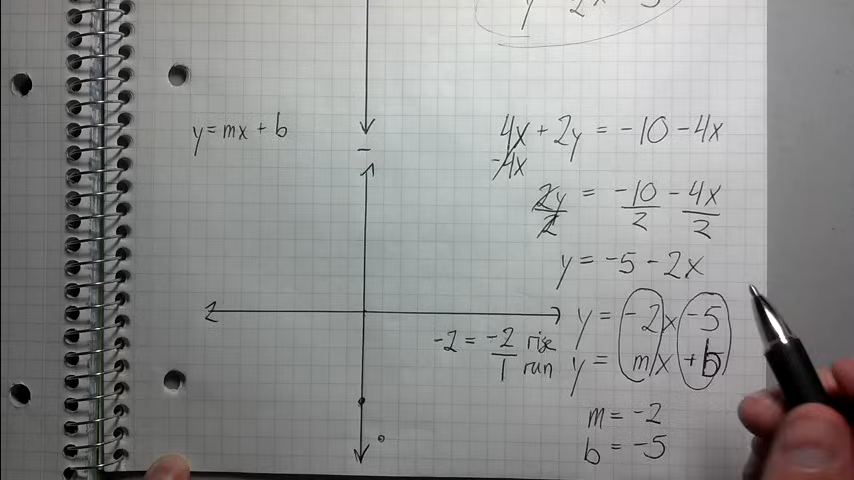 y = mx + b
4x + 2y = -10 - 4x
-4x
2y/2 = -10/2 - 4x/2
y = -5 - 2x
y = -2x -5
y = mx + b
-2 = -2/1 rise run
m = -2
b = -5